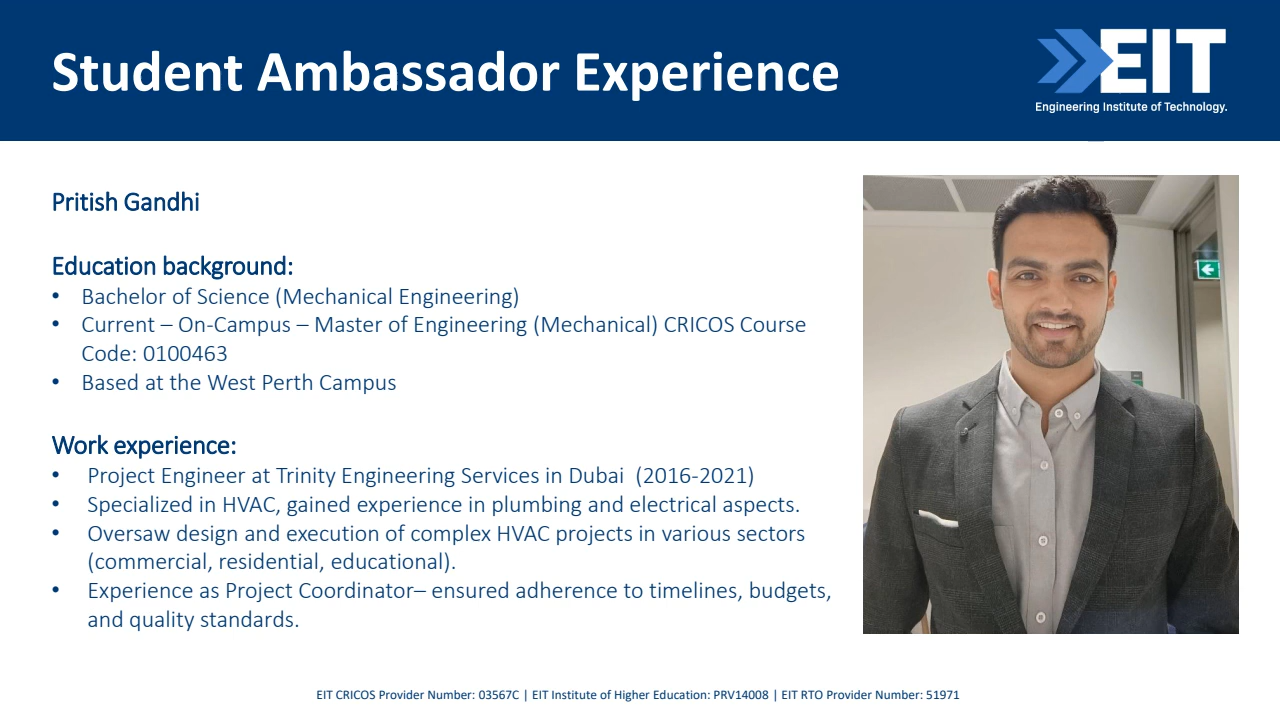 Student Ambassador Experience
EIT
Engineering Institute of Technology.
Pritish Gandhi
Education background:
• Bachelor of Science (Mechanical Engineering)
• Current – On-Campus – Master of Engineering (Mechanical) CRICOS Course
Code: 0100463
• Based at the West Perth Campus
Work experience:
• Project Engineer at Trinity Engineering Services in Dubai (2016-2021)
• Specialized in HVAC, gained experience in plumbing and electrical aspects.
• Oversaw design and execution of complex HVAC projects in various sectors
(commercial, residential, educational).
• Experience as Project Coordinator– ensured adherence to timelines, budgets,
and quality standards.
EIT CRICOS Provider Number: 03567C | EIT Institute of Higher Education: PRV14008 | EIT RTO Provider Number: 51971